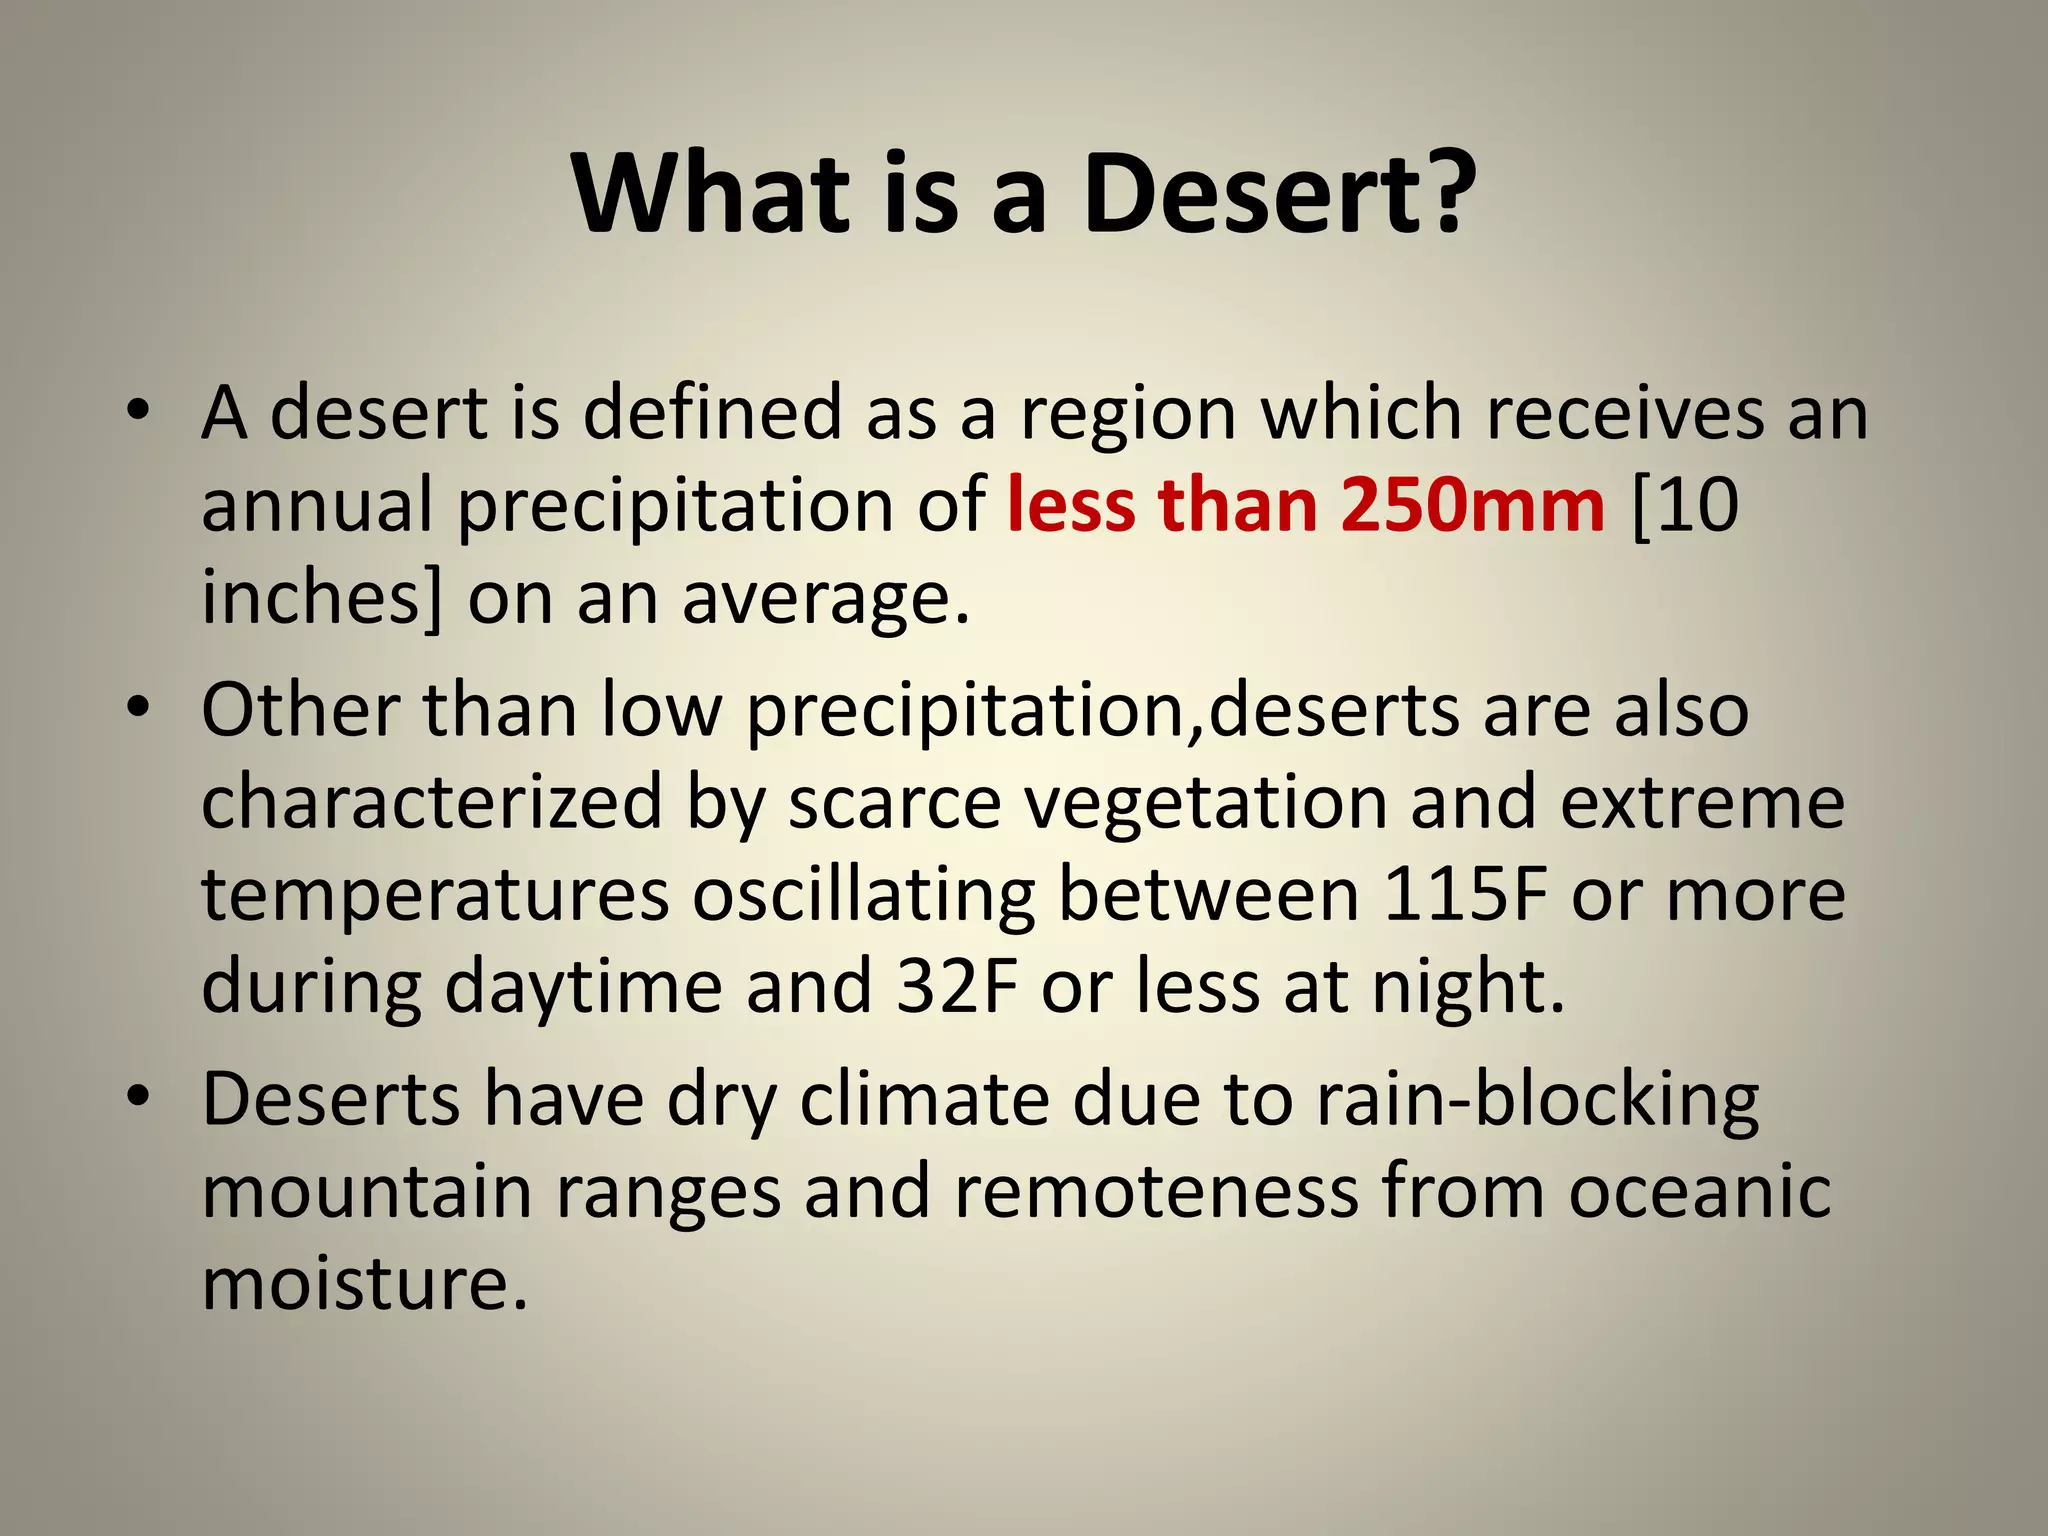 What is a Desert?
• A desert is defined as a region which receives an
annual precipitation of less than 250mm [10
inches] on an average.
• Other than low precipitation,deserts are also
characterized by scarce vegetation and extreme
temperatures oscillating between 115F or more
during daytime and 32F or less at night.
• Deserts have dry climate due to rain-blocking
mountain ranges and remoteness from oceanic
moisture.